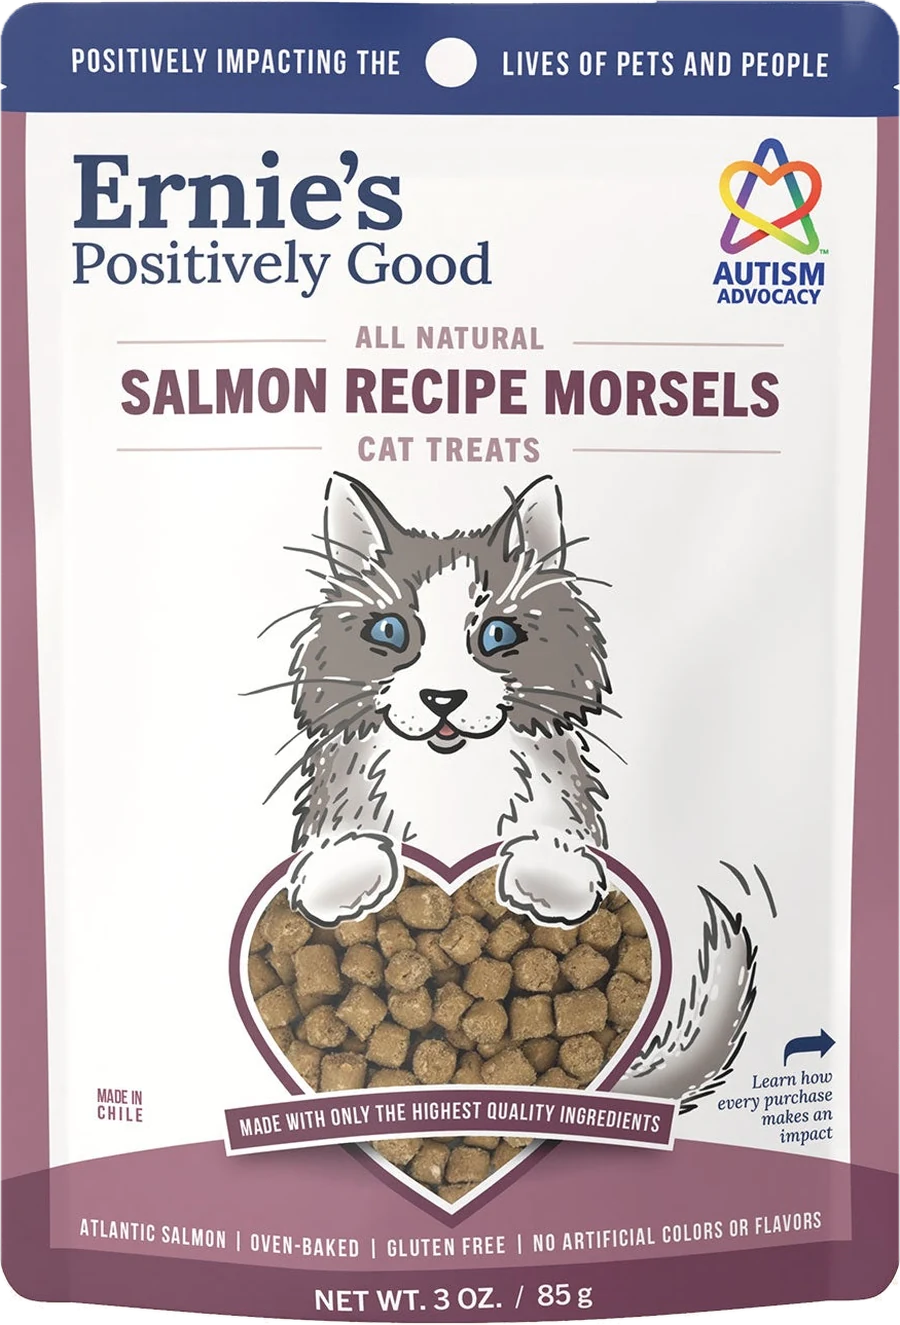 POSITIVELY IMPACTING THE LIVES OF PETS AND PEOPLE
Ernie's
Positively Good
AUTISM
ADVOCACY
™
ALL NATURAL
SALMON RECIPE MORSELS
CAT TREATS
Learn how
every purchase
makes an
impact
MADE IN
CHILE
MADE WITH ONLY THE HIGHEST QUALITY INGREDIENTS
ATLANTIC SALMON | OVEN-BAKED | GLUTEN FREE | NO ARTIFICIAL COLORS OR FLAVORS
NET WT. 3 OZ. / 85 g